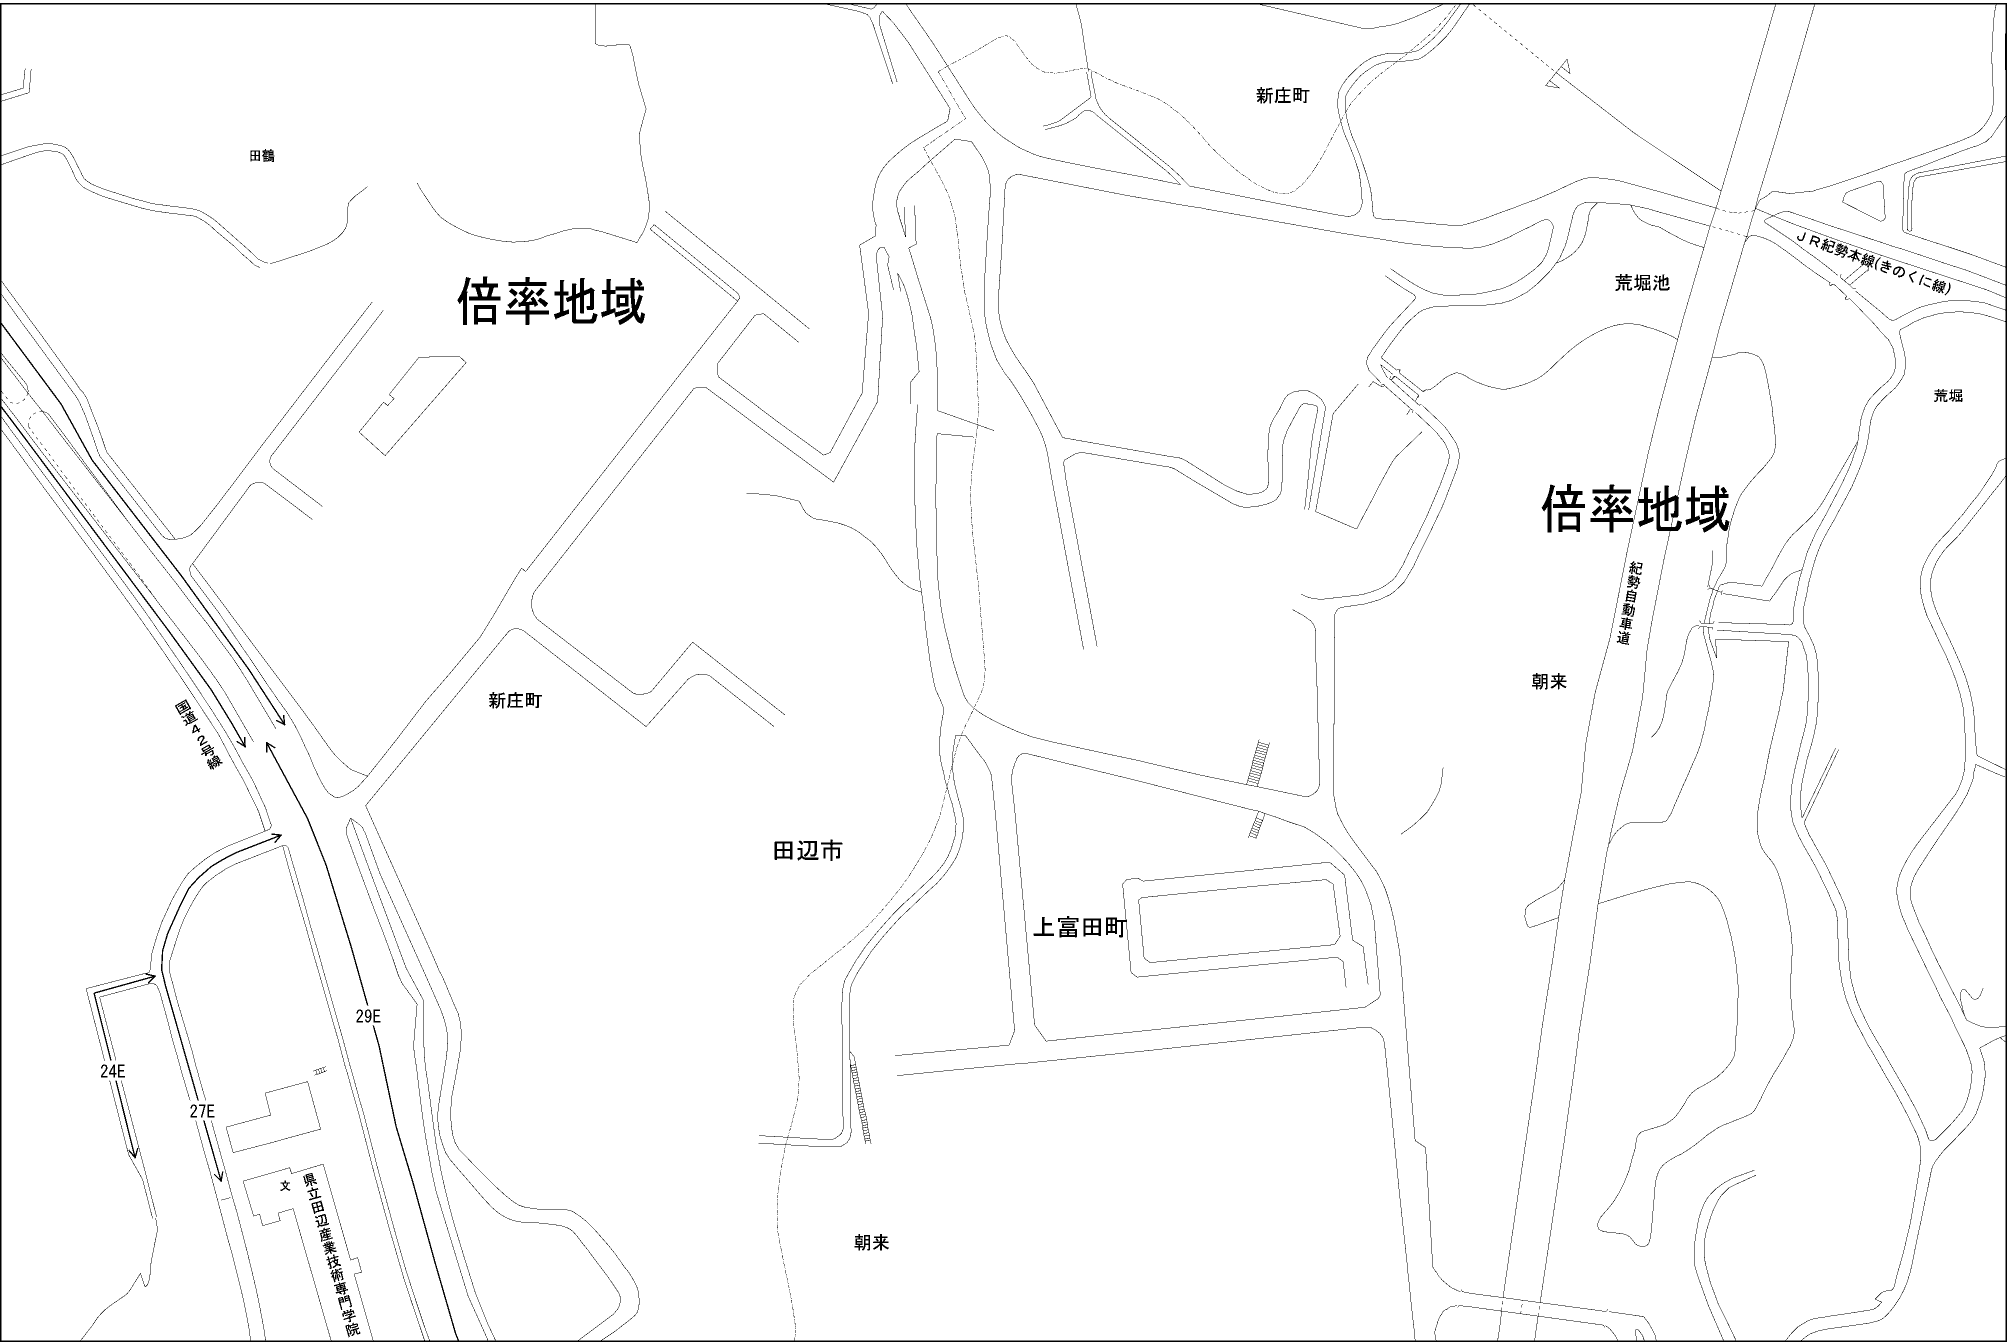 新庄町
田鶴
JR紀勢本線(きのくに線)
荒堀池
倍率地域
荒堀
倍率地域
紀勢自動車道
朝来
新庄町
国道42号線
田辺市
上富田町
29E
24E
27E
文
県立田辺産業技術専門学院
朝来